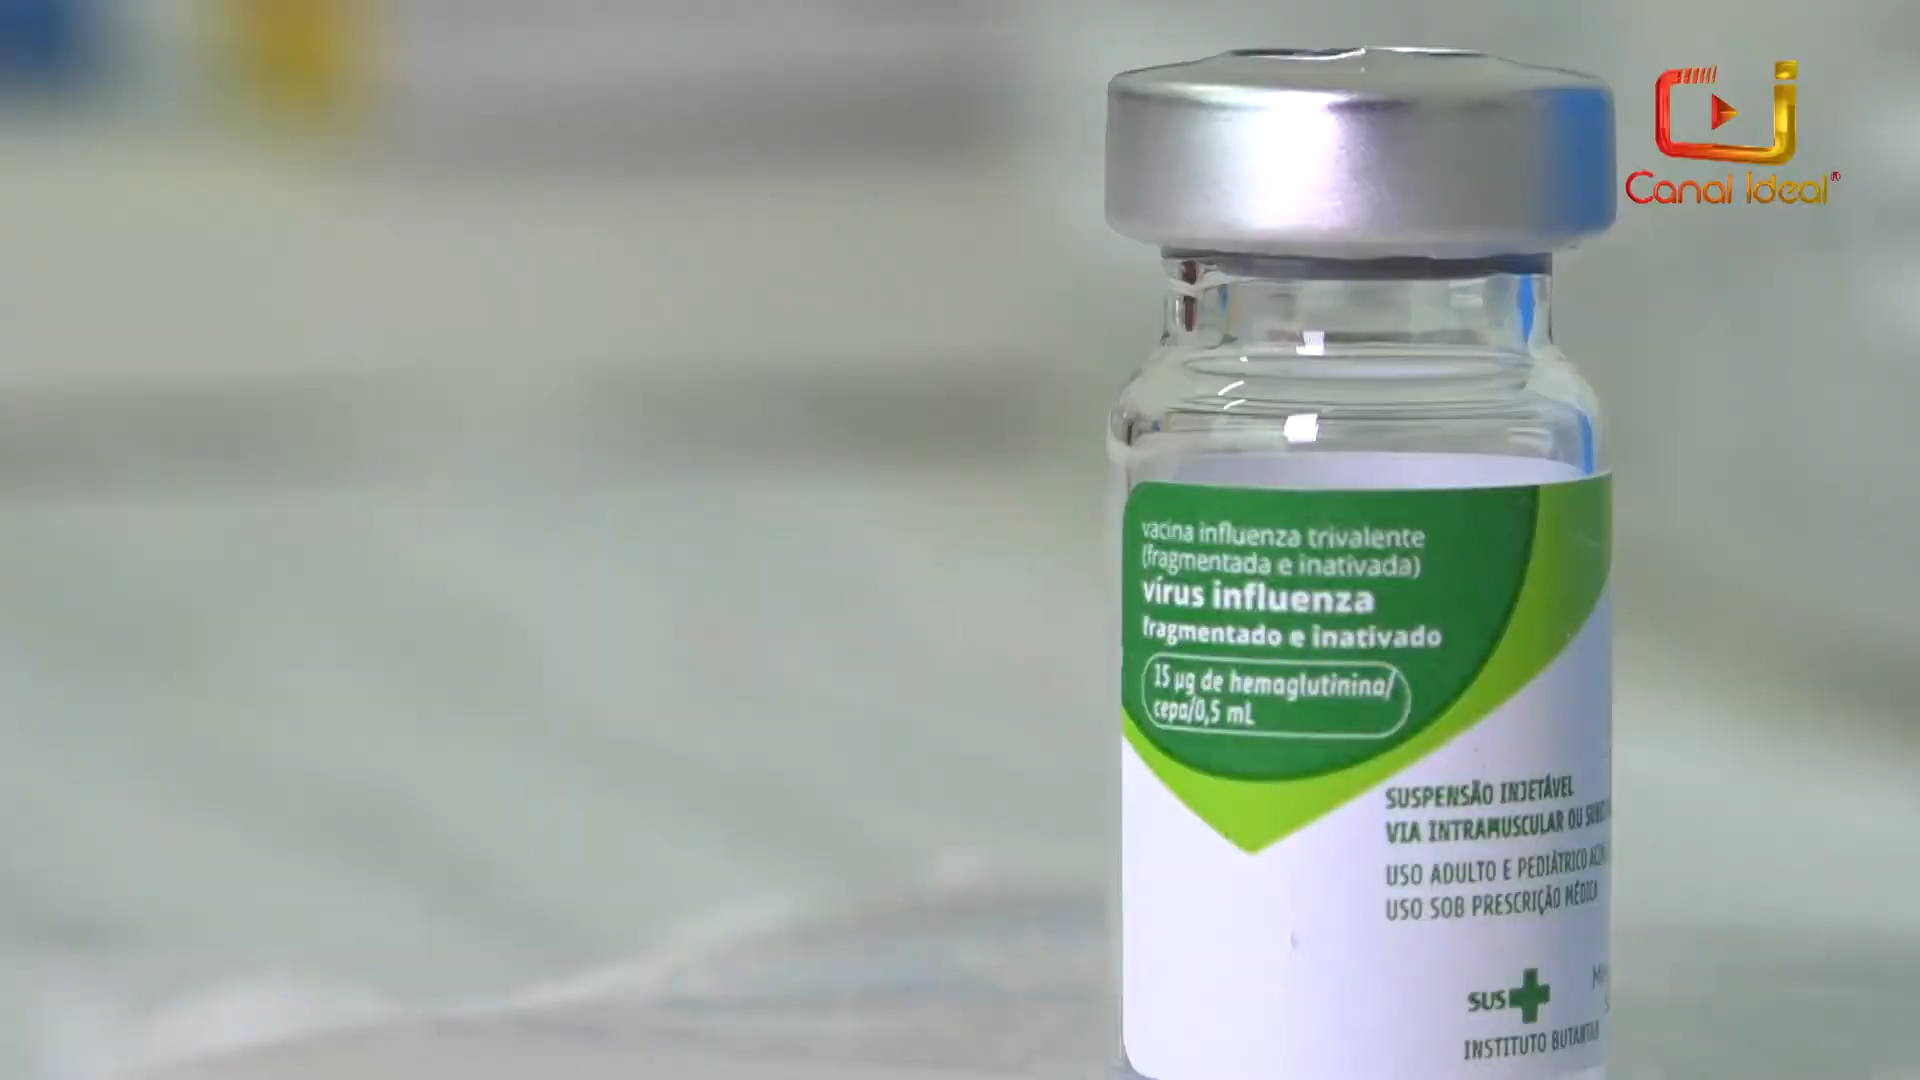 Canal Ideal®
vacina influenza trivalente
(fragmentada e inativada)
vírus influenza
fragmentado e inativado
15 µg de hemaglutinina/
cepa/0,5 mL
SUSPENSÃO INJETÁVEL
VIA INTRAMUSCULAR OU
USO ADULTO E PEDIÁTRICO
USO SOB PRESCRIÇÃO MÉDICA
SUS
INSTITUTO